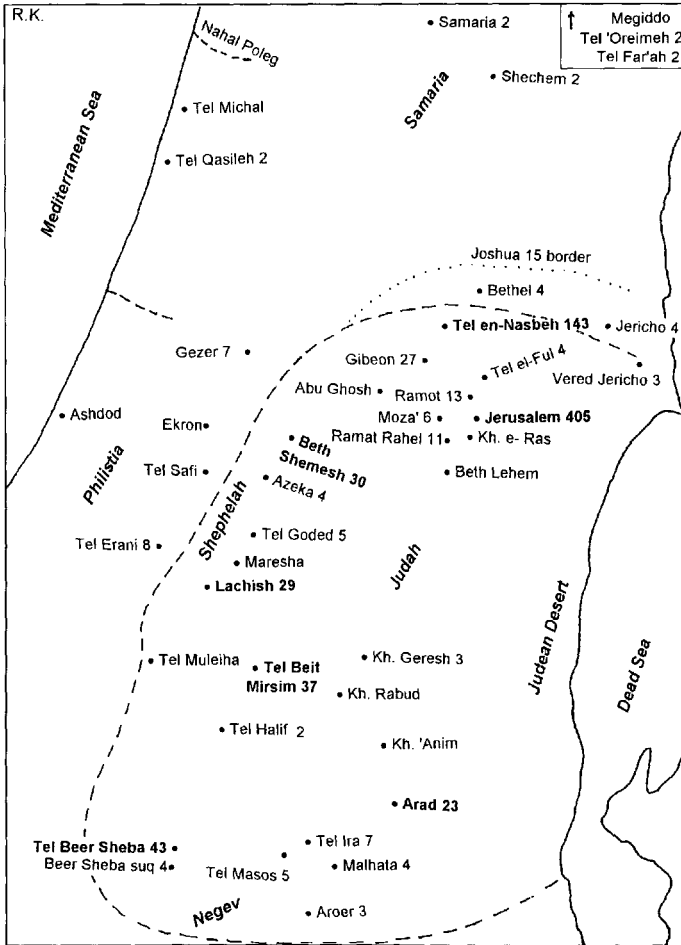 R.K.
Megiddo
Tel 'Oreimeh 2
Tel Far'ah 2
Samaria 2
Nahal Poleg
Shechem 2
Samaria
Mediterranean Sea
Tel Michal
Tel Qasileh 2
Joshua 15 border
Bethel 4
Tel en-Nasbeh 143
Jericho 4
Gezer 7
Gibeon 27
Tel el-Ful 4
Vered Jericho 3
Abu Ghosh
Ramot 13
Ashdod
Ekron
Moza' 6
Jerusalem 405
Ramat Rahel 11
Kh. e- Ras
Beth
Shemesh 30
Philistia
Tel Safi
Azeka 4
Beth Lehem
Shephelah
Tel Goded 5
Tel Erani 8
Maresha
Judah
Lachish 29
Judean Desert
Dead Sea
Tel Muleiha
Tel Beit
Mirsim 37
Kh. Geresh 3
Kh. Rabud
Tel Halif 2
Kh. 'Anim
Arad 23
Tel Beer Sheba 43
Beer Sheba suq 4
Tel Ira 7
Tel Masos 5
Malhata 4
Negev
Aroer 3